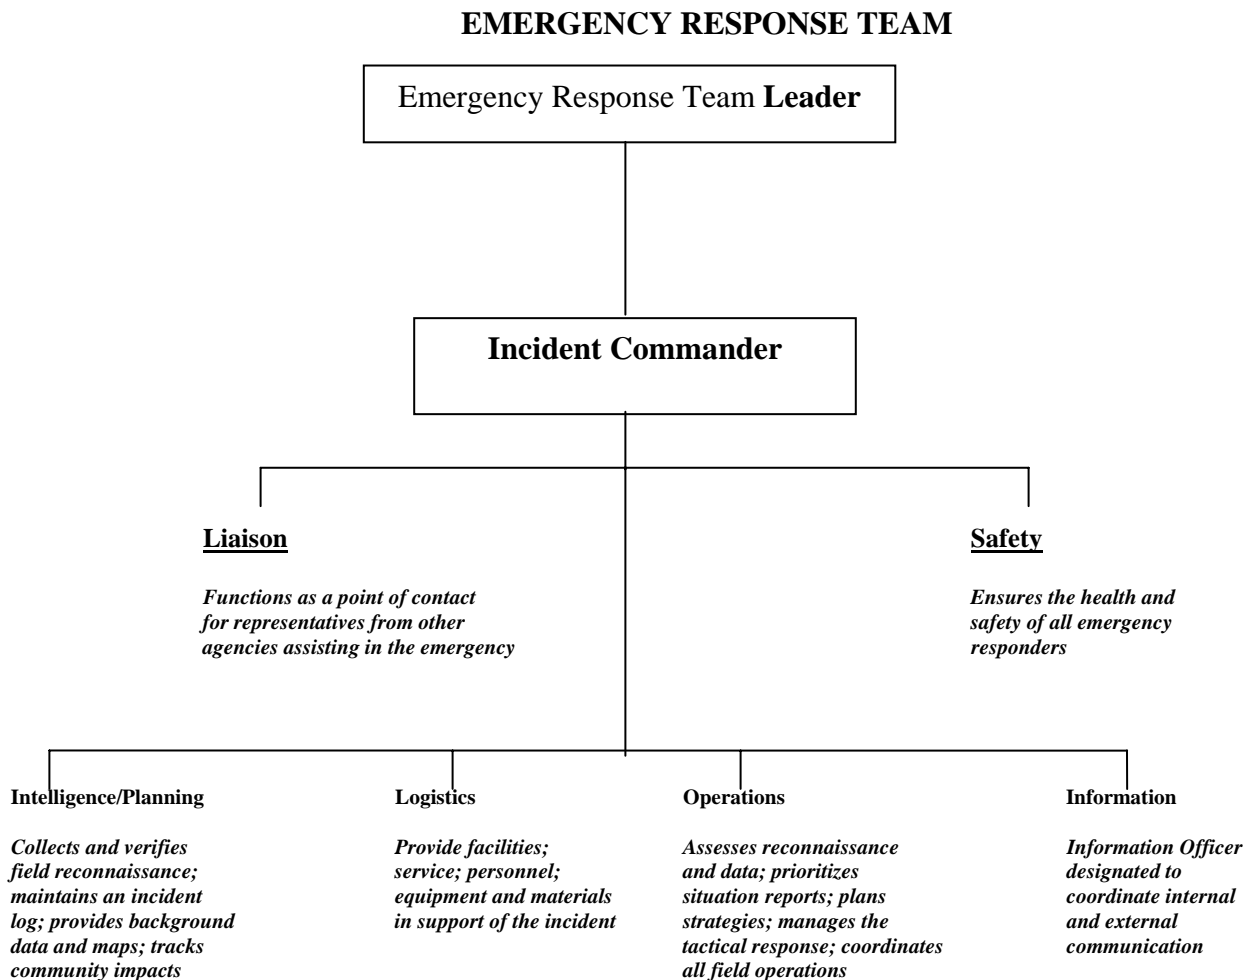 EMERGENCY RESPONSE TEAM
Emergency Response Team Leader
Incident Commander
Liaison
Functions as a point of contact
for representatives from other
agencies assisting in the emergency
Safety
Ensures the health and
safety of all emergency
responders
Intelligence/Planning
Collects and verifies
field reconnaissance;
maintains an incident
log; provides background
data and maps; tracks
community impacts
Logistics
Provide facilities;
service; personnel;
equipment and materials
in support of the incident
Operations
Assesses reconnaissance
and data; prioritizes
situation reports; plans
strategies; manages the
tactical response; coordinates
all field operations
Information
Information Officer
designated to
coordinate internal
and external
communication